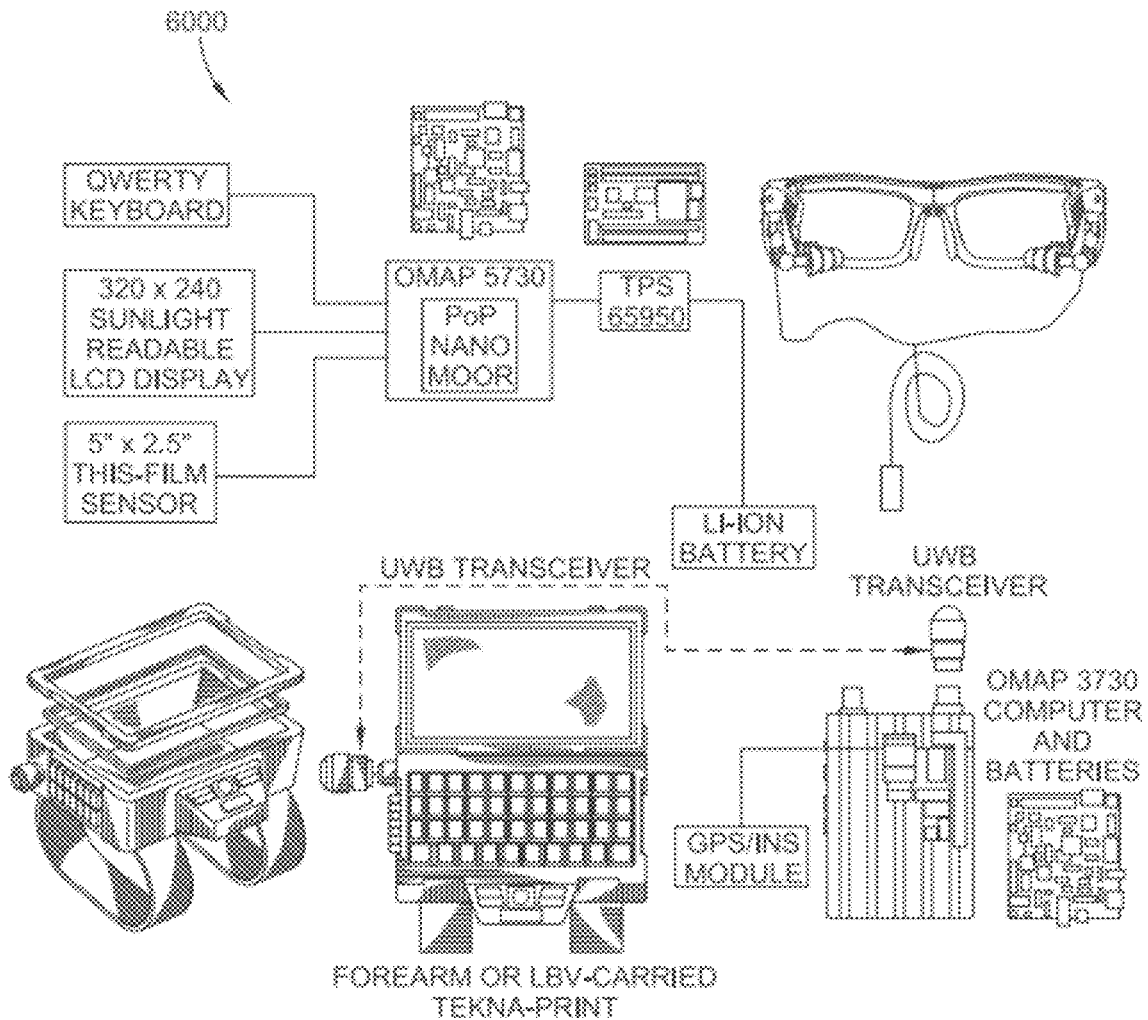 6000
QWERTY
KEYBOARD
320 x 240
SUNLIGHT
READABLE
LCD DISPLAY
5" x 2.5"
THIS-FILM
SENSOR
OMAP 5730
PoP
NANO
MOOR
TPS
65950
LI-ION
BATTERY
UWB TRANSCEIVER
UWB
TRANSCEIVER
OMAP 3730
COMPUTER
AND
BATTERIES
GPS/INS
MODULE
FOREARM OR LBV-CARRIED
TEKNA-PRINT